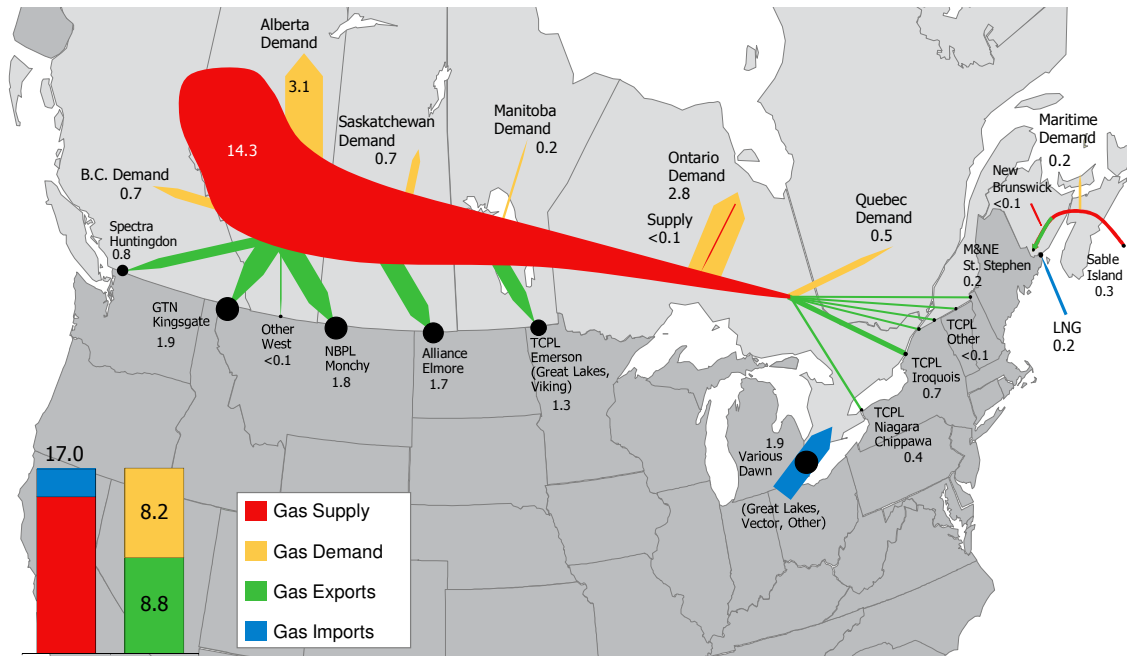 Alberta
Demand
3.1
14.3
Saskatchewan
Demand
0.7
Manitoba
Demand
0.2
B.C. Demand
0.7
Spectra
Huntingdon
0.8
Ontario
Demand
2.8
Supply
<0.1
Quebec
Demand
0.5
Maritime
Demand
0.2
New
Brunswick
<0.1
M&NE
St. Stephen
0.2
Sable
Island
0.3
LNG
0.2
GTN
Kingsgate
1.9
Other
West
<0.1
NBPL
Monchy
1.8
Alliance
Elmore
1.7
TCPL
Emerson
(Great Lakes,
Viking)
1.3
TCPL
Other
<0.1
TCPL
Iroquois
0.7
TCPL
Niagara
Chippawa
0.4
1.9
Various
Dawn
(Great Lakes,
Vector, Other)
17.0
8.2
8.8
Gas Supply
Gas Demand
Gas Exports
Gas Imports